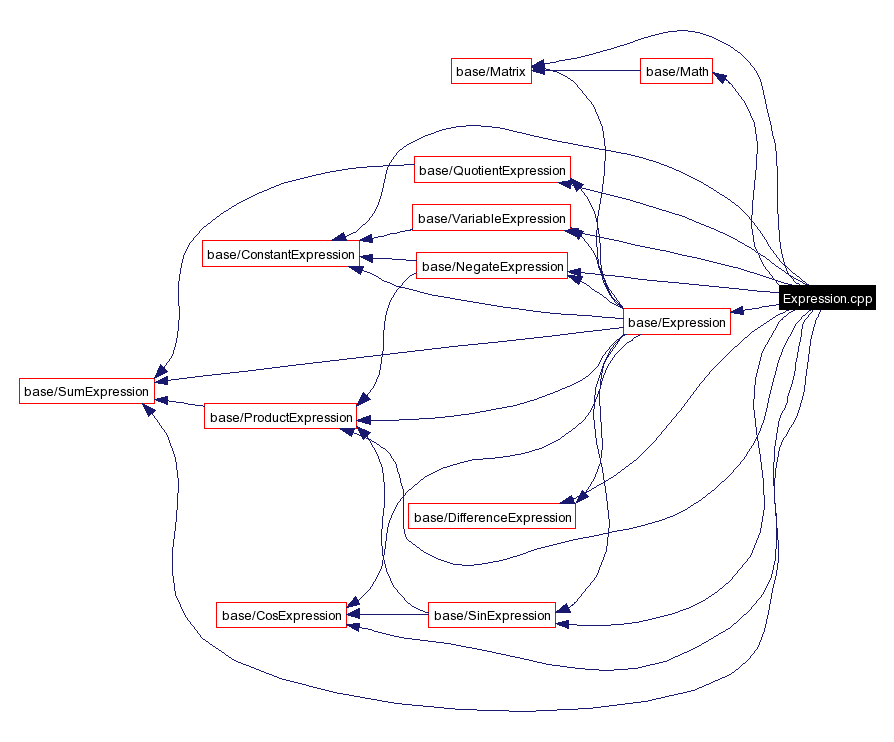 base/Matrix
base/Math
base/QuotientExpression
base/VariableExpression
base/ConstantExpression
base/NegateExpression
Expression.cpp
base/Expression
base/SumExpression
base/ProductExpression
base/DifferenceExpression
base/CosExpression
base/SinExpression